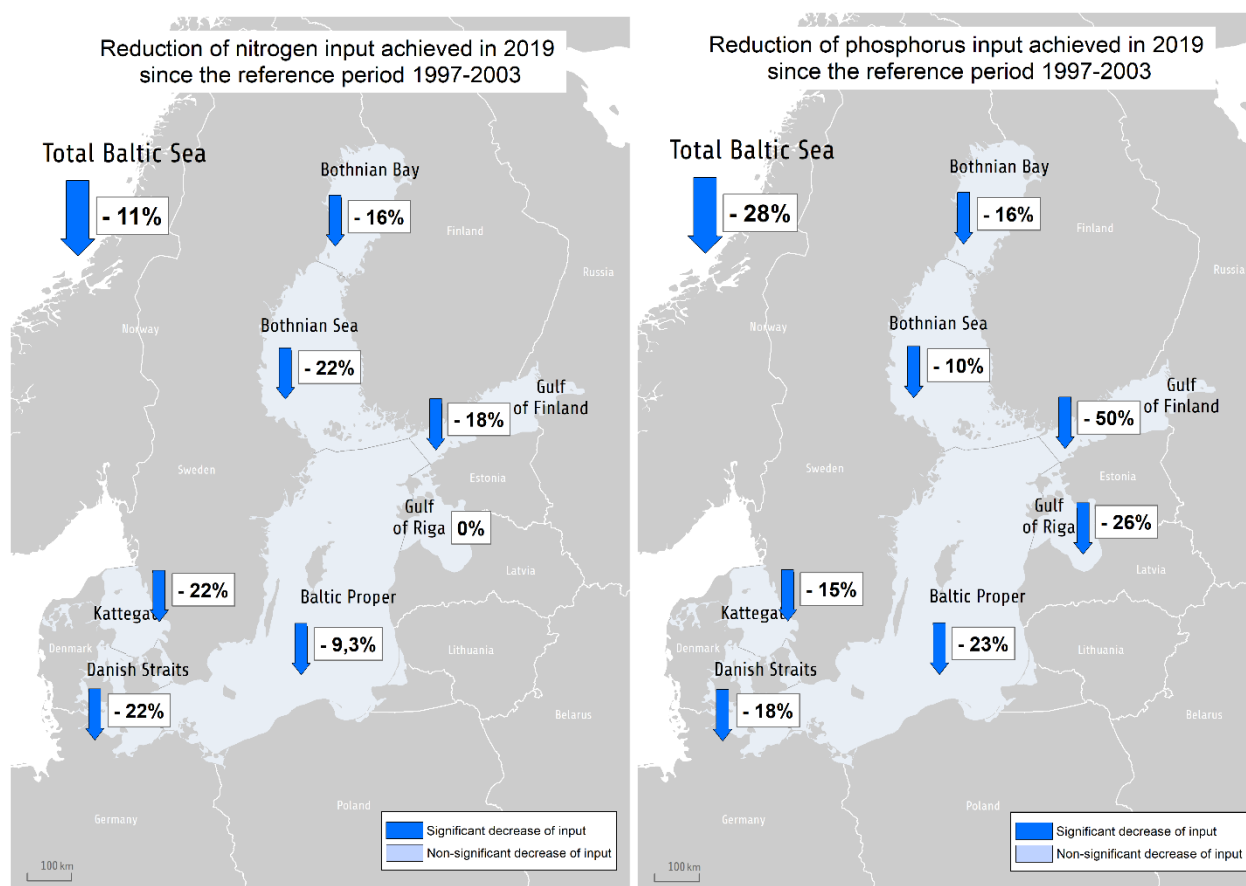 Reduction of nitrogen input achieved in 2019
since the reference period 1997-2003
Total Baltic Sea
- 11%
Bothnian Bay
- 16%
Finland
Russia
Norway
Bothnian Sea
- 22%
Gulf
of Finland
- 18%
Sweden
Estonia
Gulf
of Riga
0%
Latvia
- 22%
Kattegat
Baltic Proper
- 9,3%
Denmark
Lithuania
Danish Straits
- 22%
Belarus
Poland
Germany
Significant decrease of input
Non-significant decrease of input
100 km
Reduction of phosphorus input achieved in 2019
since the reference period 1997-2003
Total Baltic Sea
- 28%
Bothnian Bay
- 16%
Finland
Russia
Norway
Bothnian Sea
- 10%
Gulf
of Finland
- 50%
Sweden
Estonia
Gulf
of Riga
- 26%
Latvia
- 15%
Kattegat
Baltic Proper
- 23%
Denmark
Lithuania
Danish Straits
- 18%
Belarus
Poland
Germany
Significant decrease of input
Non-significant decrease of input
100 km